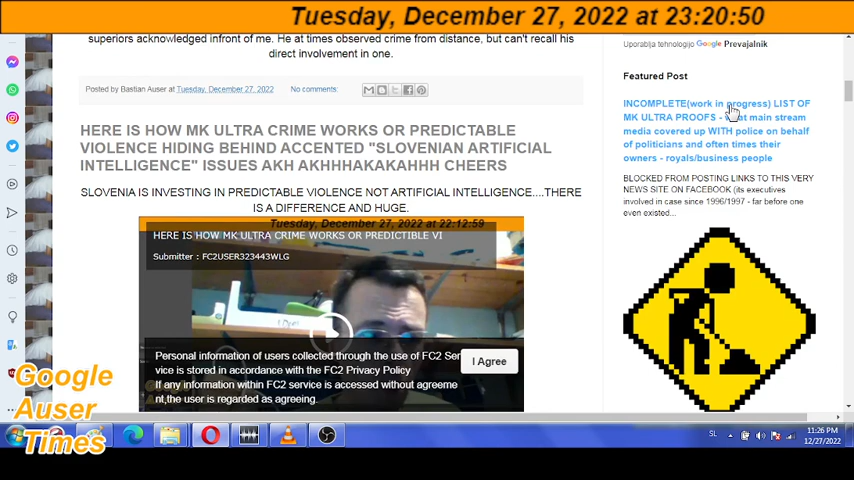 Tuesday, December 27, 2022 at 23:20:50
superiors acknowledged infront of me. He at times observed crime from distance, but can't recall his
direct involvement in one.
Posted by Bastian Auser at Tuesday, December 27, 2022 No comments:
HERE IS HOW MK ULTRA CRIME WORKS OR PREDICTABLE
VIOLENCE HIDING BEHIND ACCENTED "SLOVENIAN ARTIFICIAL
INTELLIGENCE" ISSUES AKH AKHHHAKAKAHHH CHEERS
SLOVENIA IS INVESTING IN PREDICTABLE VIOLENCE NOT ARTIFICIAL INTELLIGENCE....THERE
IS A DIFFERENCE AND HUGE.
Tuesday, December 27, 2022 at 22:12:59
HERE IS HOW MK ULTRA CRIME WORKS OR PREDICTIBLE VI
Submitter : FC2USER323443WLG
Personal information of users collected through the use of FC2 Ser
vice is stored in accordance with the FC2 Privacy Policy
If any information within FC2 service is accessed without agreeme
nt,the user is regarded as agreeing.
I Agree
Uporablja tehnologijo Google Prevajalnik
Featured Post
INCOMPLETE(work in progress) LIST OF
MK ULTRA PROOFS - what main stream
media covered up WITH police on behalf
of politicians and often times their
owners - royals/business people
BLOCKED FROM POSTING LINKS TO THIS VERY
NEWS SITE ON FACEBOOK (its executives
involved in case since 1996/1997 - far before one
even existed...
Google
Auser
Times
SL
11:26 PM
12/27/2022